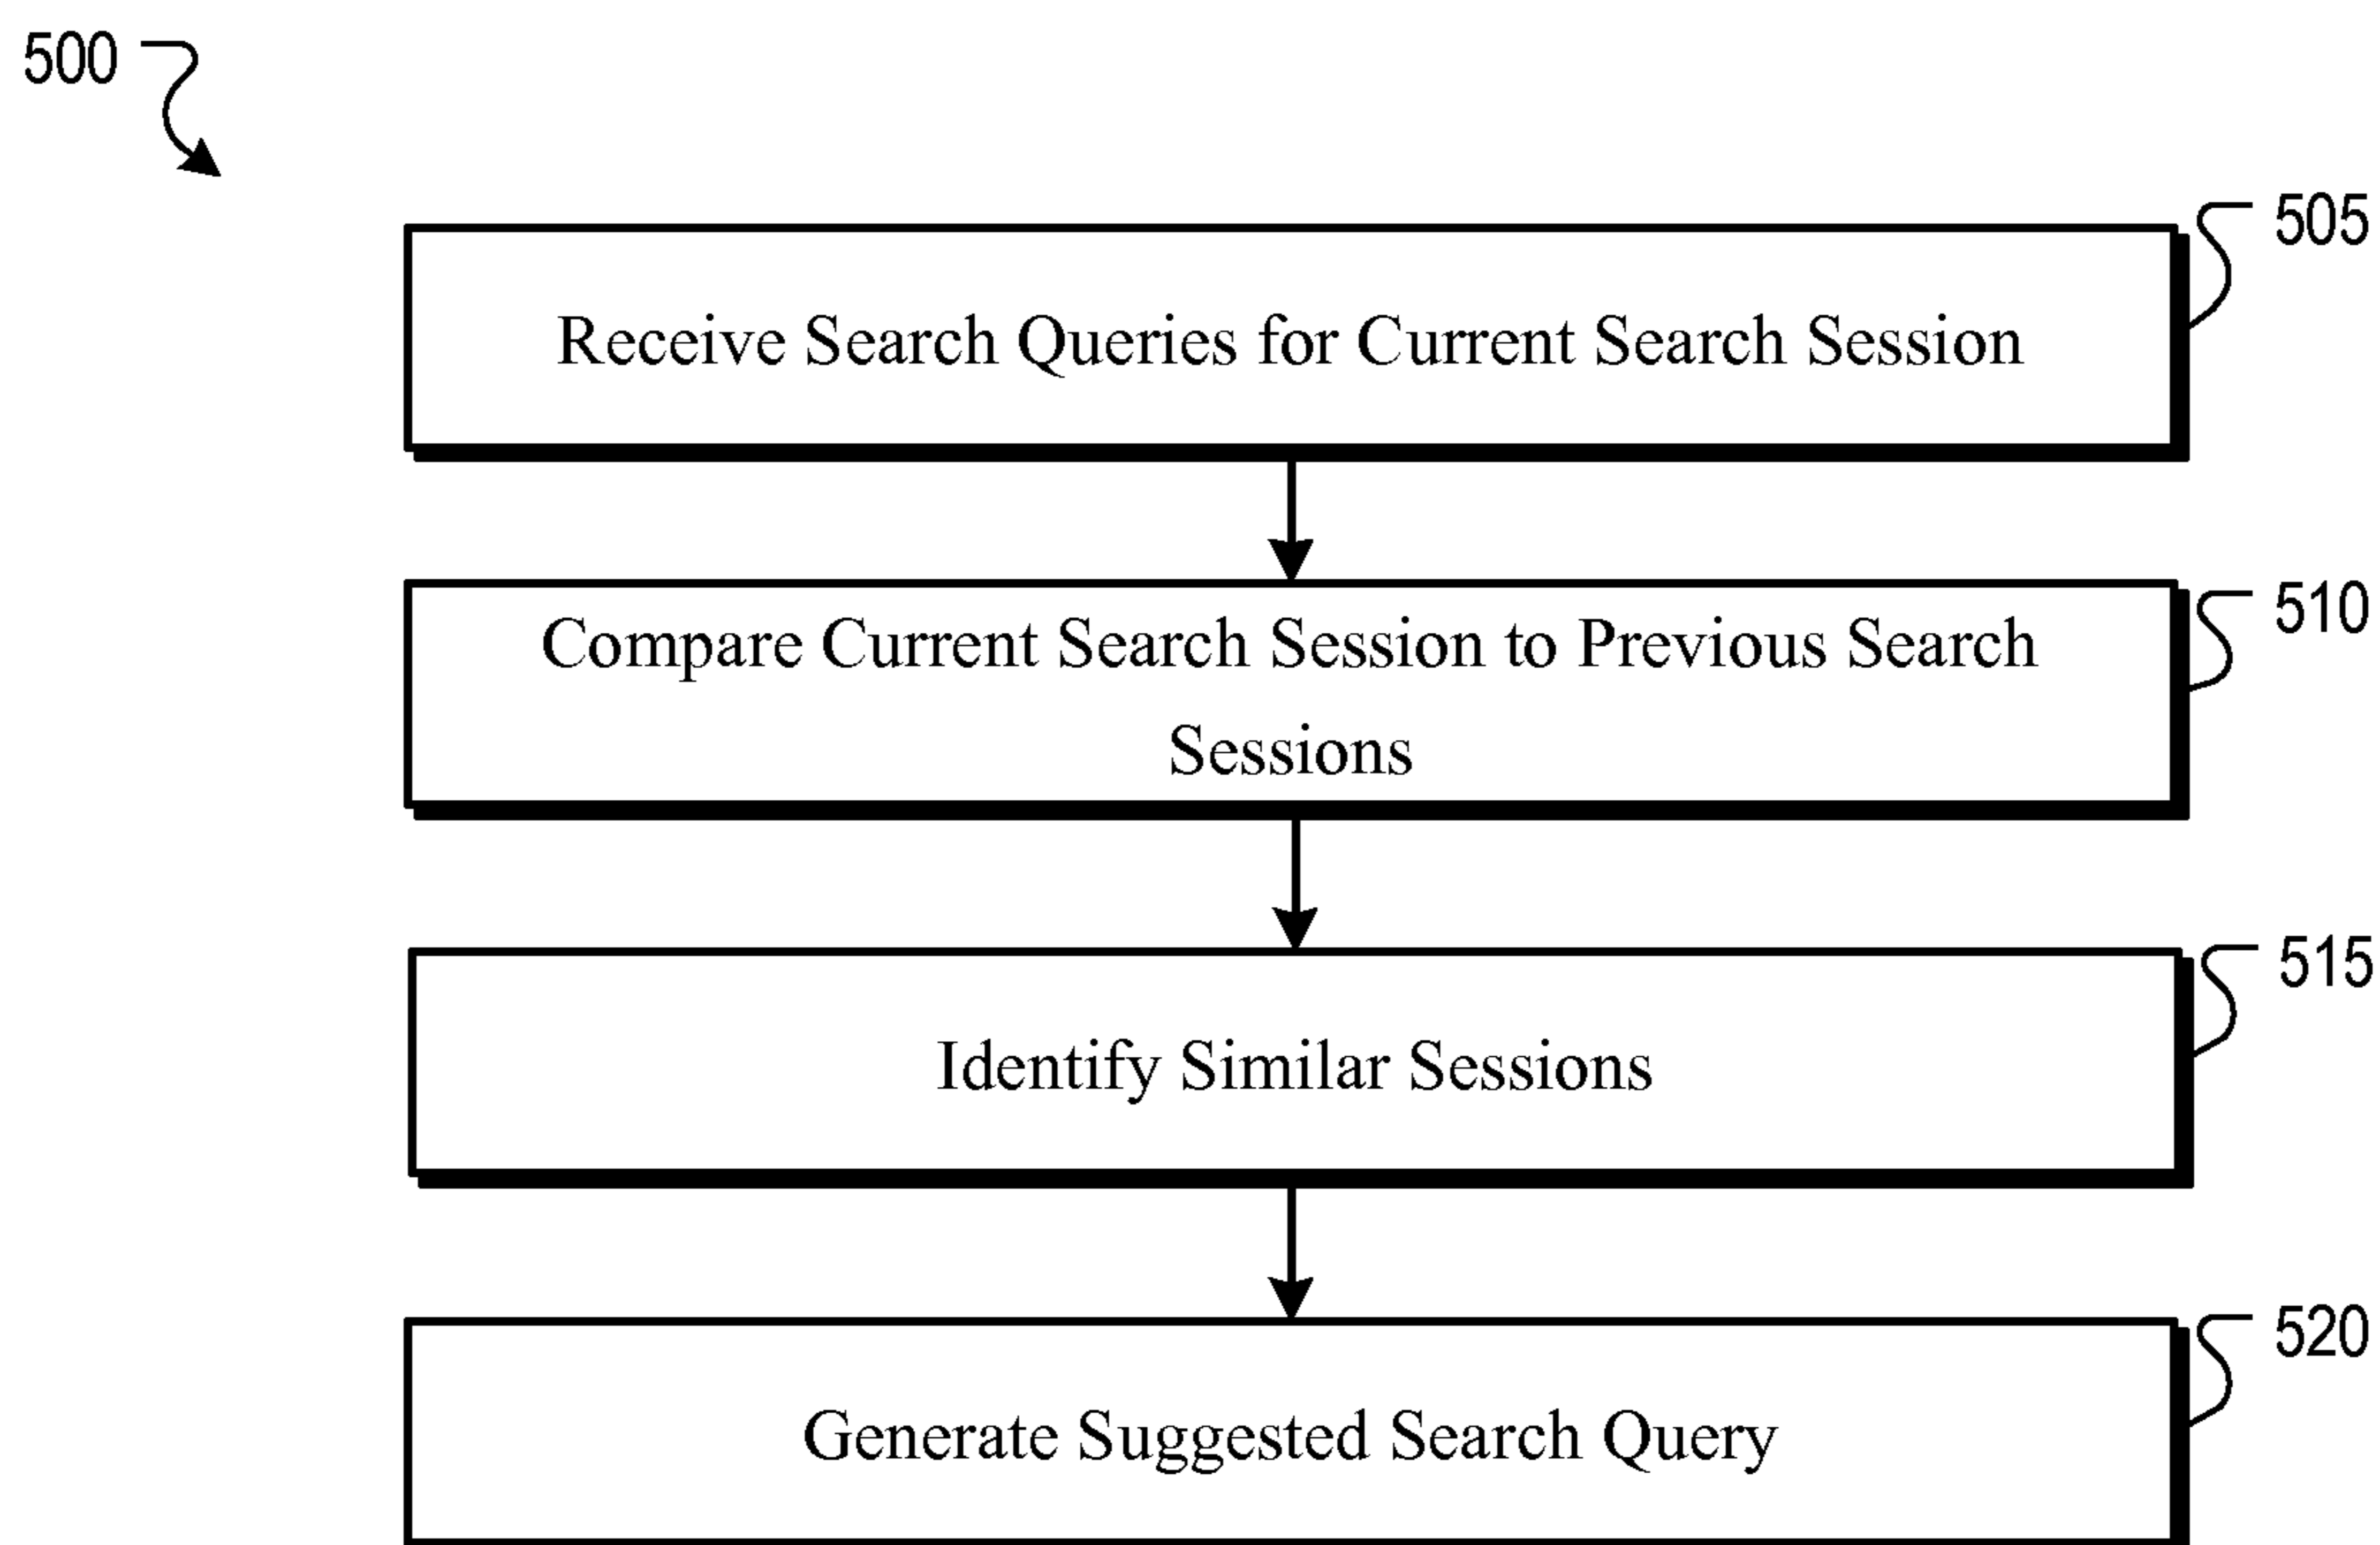 500
505
Receive Search Queries for Current Search Session
510
Compare Current Search Session to Previous Search
Sessions
515
Identify Similar Sessions
520
Generate Suggested Search Query